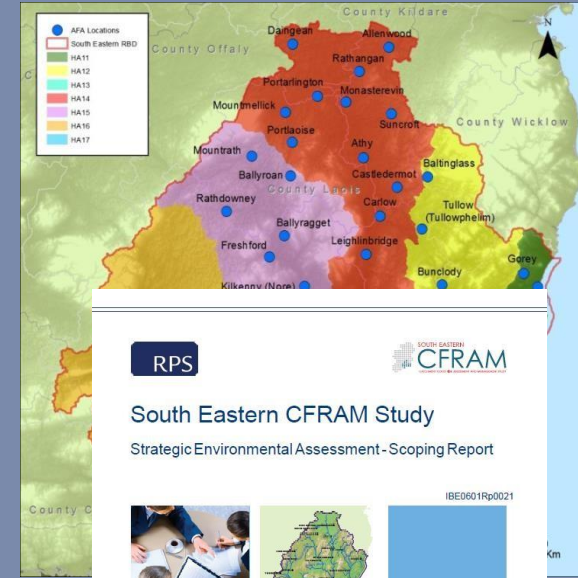 AFA Locations
South Eastern RBD
HA11
HA12
HA13
HA14
HA15
HA16
HA17
County Kildare
N
County Offaly
Daingean
Allenwood
Rathangan
Portarlington
Monasterevin
Mountmellick
Suncroft
County Wicklow
Portlaoise
Mountrath
Athy
Baltinglass
Ballyroan
Castledermot
County Laois
Rathdowney
Carlow
Tullow
(Tullowphelim)
Ballyragget
Leighlinbridge
Freshford
Gorey
Bunclody
Kilkenny (Nore)
RPS
SOUTH EASTERN
CFRAM
South Eastern CFRAM Study
Strategic Environmental Assessment - Scoping Report
IBE0601Rp0021
County C
Km